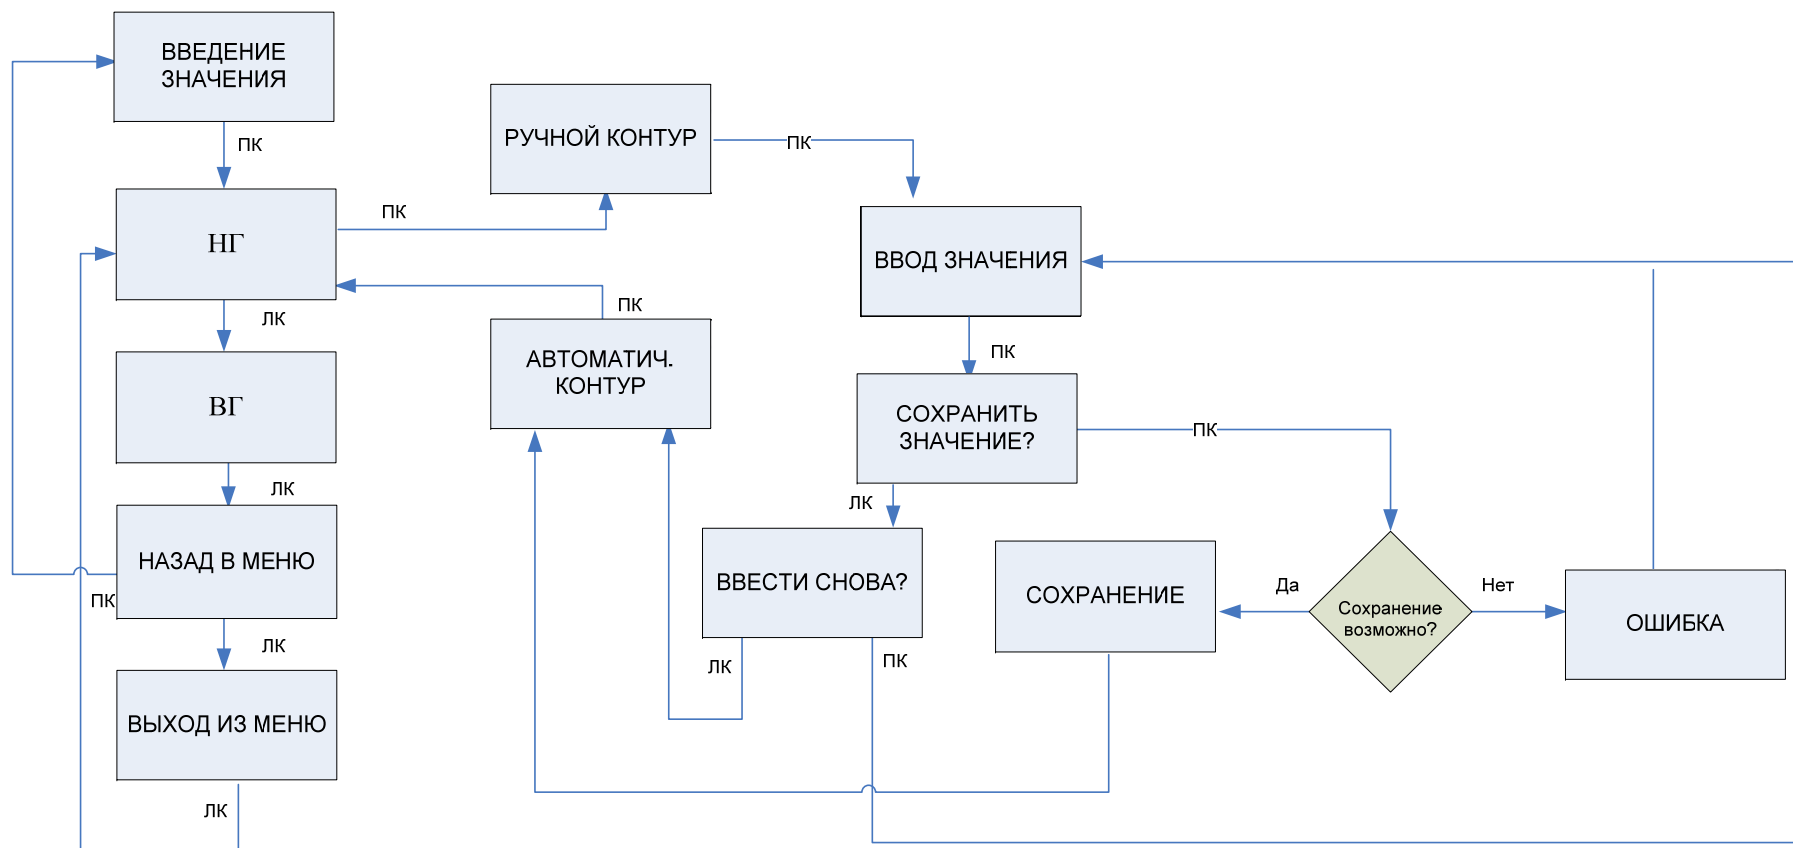 ВВЕДЕНИЕ
ЗНАЧЕНИЯ
ПК
НГ
ПК
ЛК
ВГ
ЛК
НАЗАД В МЕНЮ
ПК
ЛК
ВЫХОД ИЗ МЕНЮ
ЛК
РУЧНОЙ КОНТУР
ПК
ПК
АВТОМАТИЧ.
КОНТУР
ВВОД ЗНАЧЕНИЯ
ПК
СОХРАНИТЬ
ЗНАЧЕНИЕ?
ПК
ЛК
ВВЕСТИ СНОВА?
ЛК
ПК
СОХРАНЕНИЕ
Да
Сохранение
возможно?
Нет
ОШИБКА